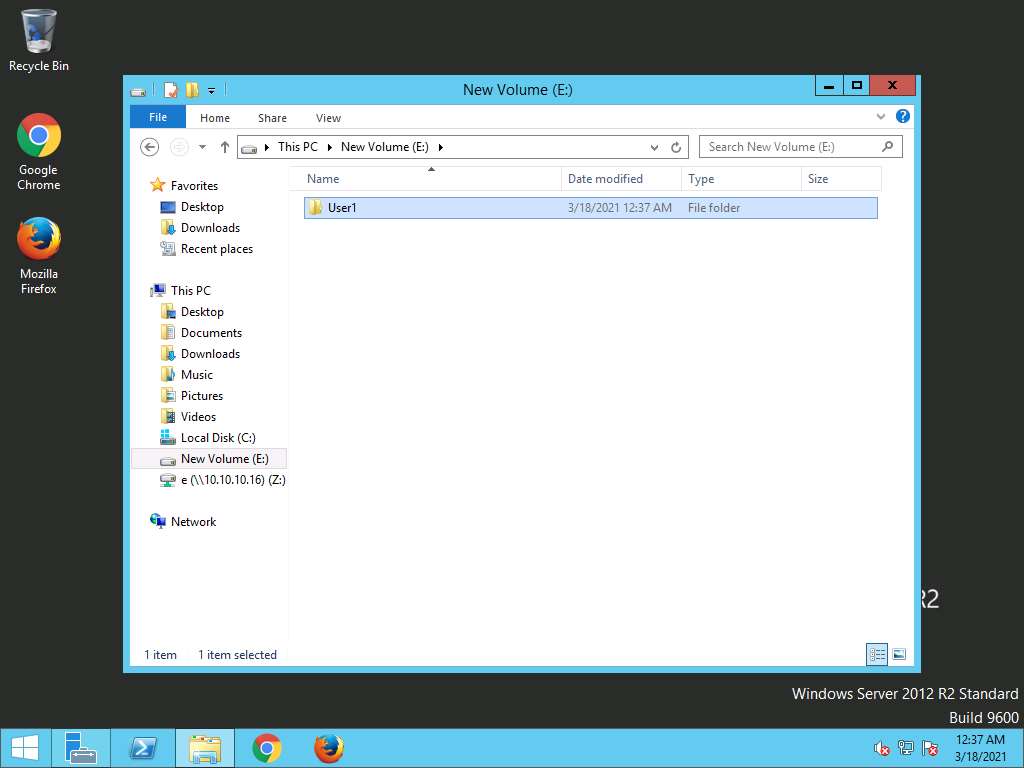 Recycle Bin
Google
Chrome
Mozilla
Firefox
New Volume (E:)
File
Home
Share
View
This PC
New Volume (E:)
Search New Volume (E:)
Name
Date modified
Type
Size
User1
3/18/2021 12:37 AM
File folder
Favorites
Desktop
Downloads
Recent places
This PC
Desktop
Documents
Downloads
Music
Pictures
Videos
Local Disk (C:)
New Volume (E:)
e (\\10.10.10.16) (Z:)
Network
1 item
1 item selected
R2
Windows Server 2012 R2 Standard
Build 9600
12:37 AM
3/18/2021